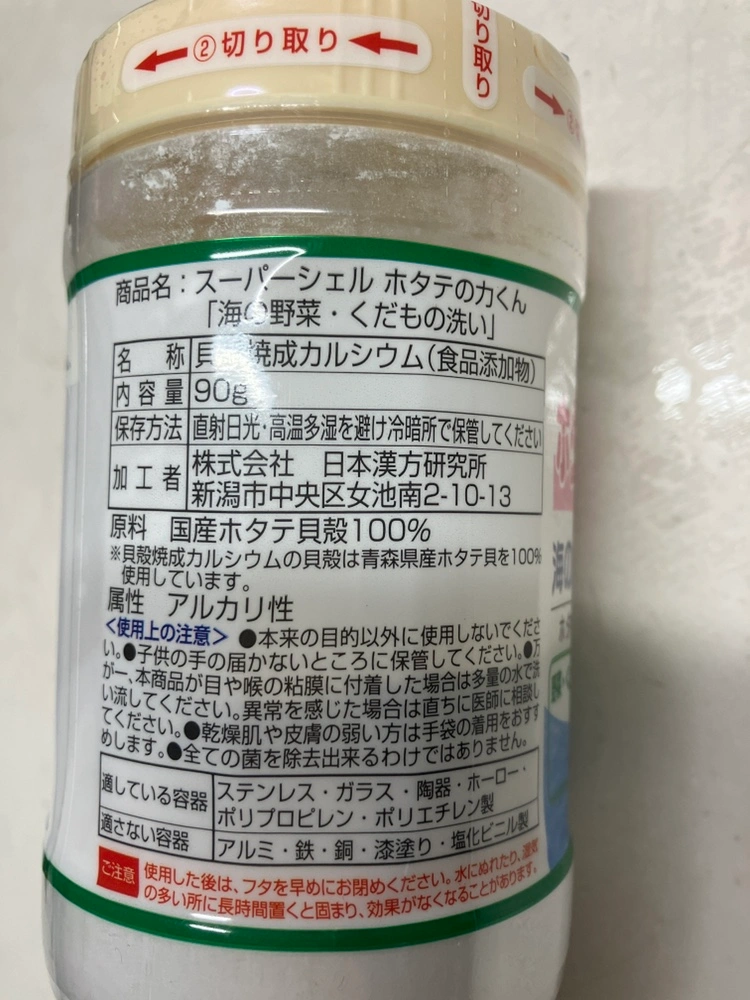 ②切り取り
切り取り
商品名：スーパーシェル ホタテの力くん
「海の野菜・くだもの洗い」
名 称 貝 焼成カルシウム（食品添加物）
内容量 90g
保存方法 直射日光・高温多湿を避け冷暗所で保管してください
加工者 株式会社 日本漢方研究所
新潟市中央区女池南2-10-13
原料 国産ホタテ貝殻100%
※貝殻焼成カルシウムの貝殻は青森県産ホタテ貝を100%
使用しています。
属性 アルカリ性
<使用上の注意> ●本来の目的以外に使用しないでくださ
い。●子供の手の届かないところに保管してください。●万
が一、本商品が目や喉の粘膜に付着した場合は多量の水で洗
い流してください。異常を感じた場合は直ちに医師に相談し
てください。●乾燥肌や皮膚の弱い方は手袋の着用をおすす
めします。●全ての菌を除去出来るわけではありません。
適している容器 ステンレス・ガラス・陶器・ホーロー・
ポリプロピレン・ポリエチレン製
適さない容器 アルミ・鉄・銅・漆塗り・塩化ビニル製
ご注意 使用した後は、フタを早めにお閉めください。水にぬれたり、湿気
の多い所に長時間置くと固まり、効果がなくなることがあります。
海の